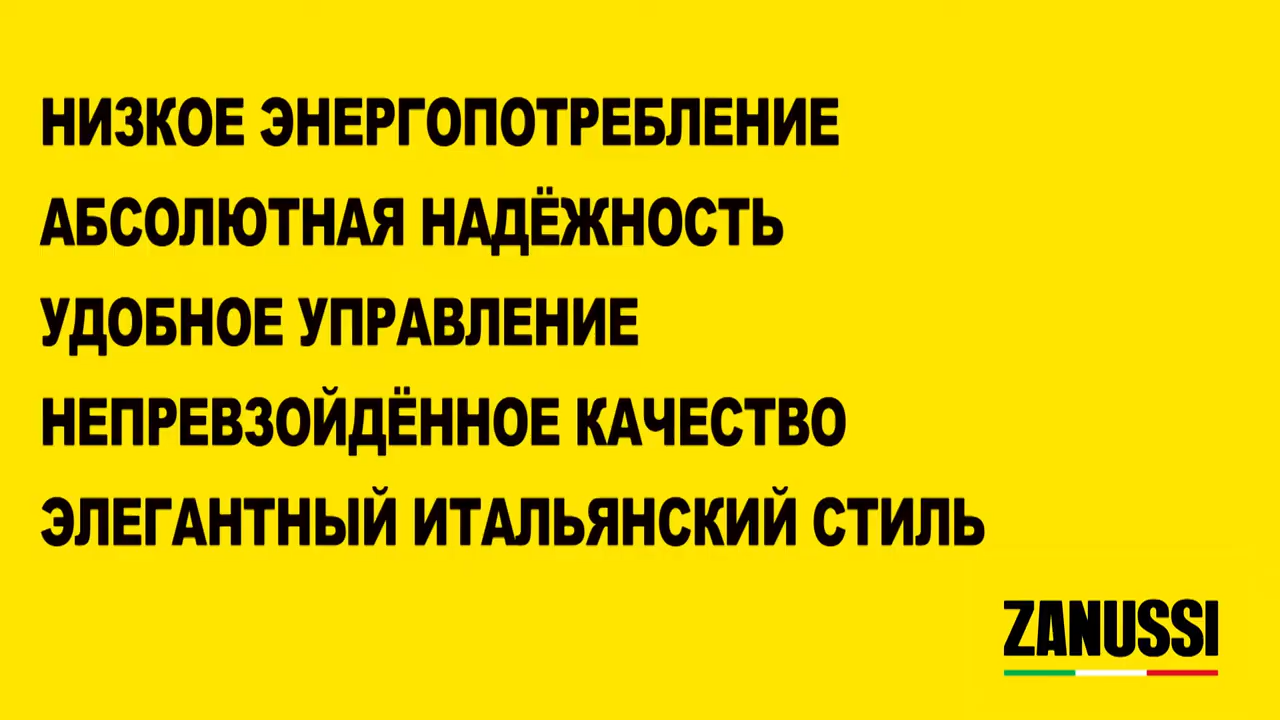 НИЗКОЕ ЭНЕРГОПОТРЕБЛЕНИЕ
АБСОЛЮТНАЯ НАДЁЖНОСТЬ
УДОБНОЕ УПРАВЛЕНИЕ
НЕПРЕВЗОЙДЁННОЕ КАЧЕСТВО
ЭЛЕГАНТНЫЙ ИТАЛЬЯНСКИЙ СТИЛЬ
ZANUSSI